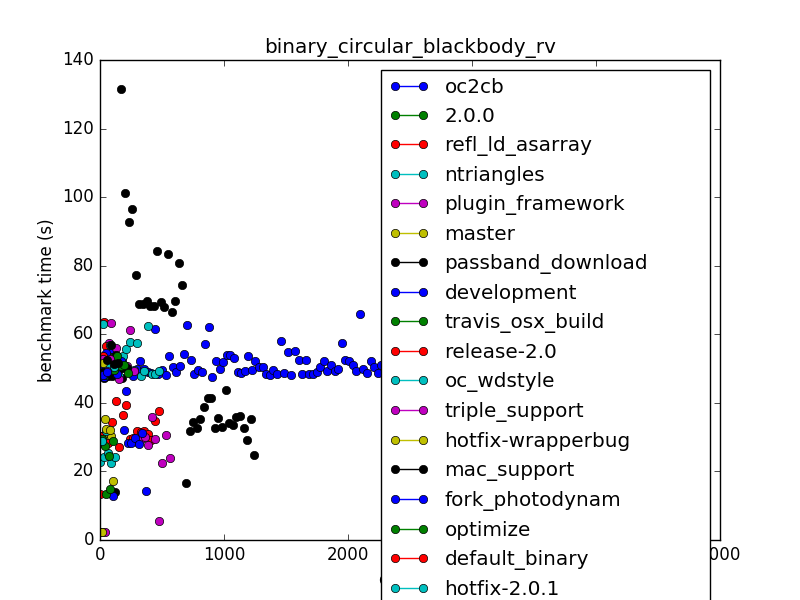 binary_circular_blackbody_rv
140
120
100
80
60
40
20
0
benchmark time (s)
0
1000
2000
000
oc2cb
2.0.0
refl_ld_asarray
ntriangles
plugin_framework
master
passband_download
development
travis_osx_build
release-2.0
oc_wdstyle
triple_support
hotfix-wrapperbug
mac_support
fork_photodynam
optimize
default_binary
hotfix-2.0.1